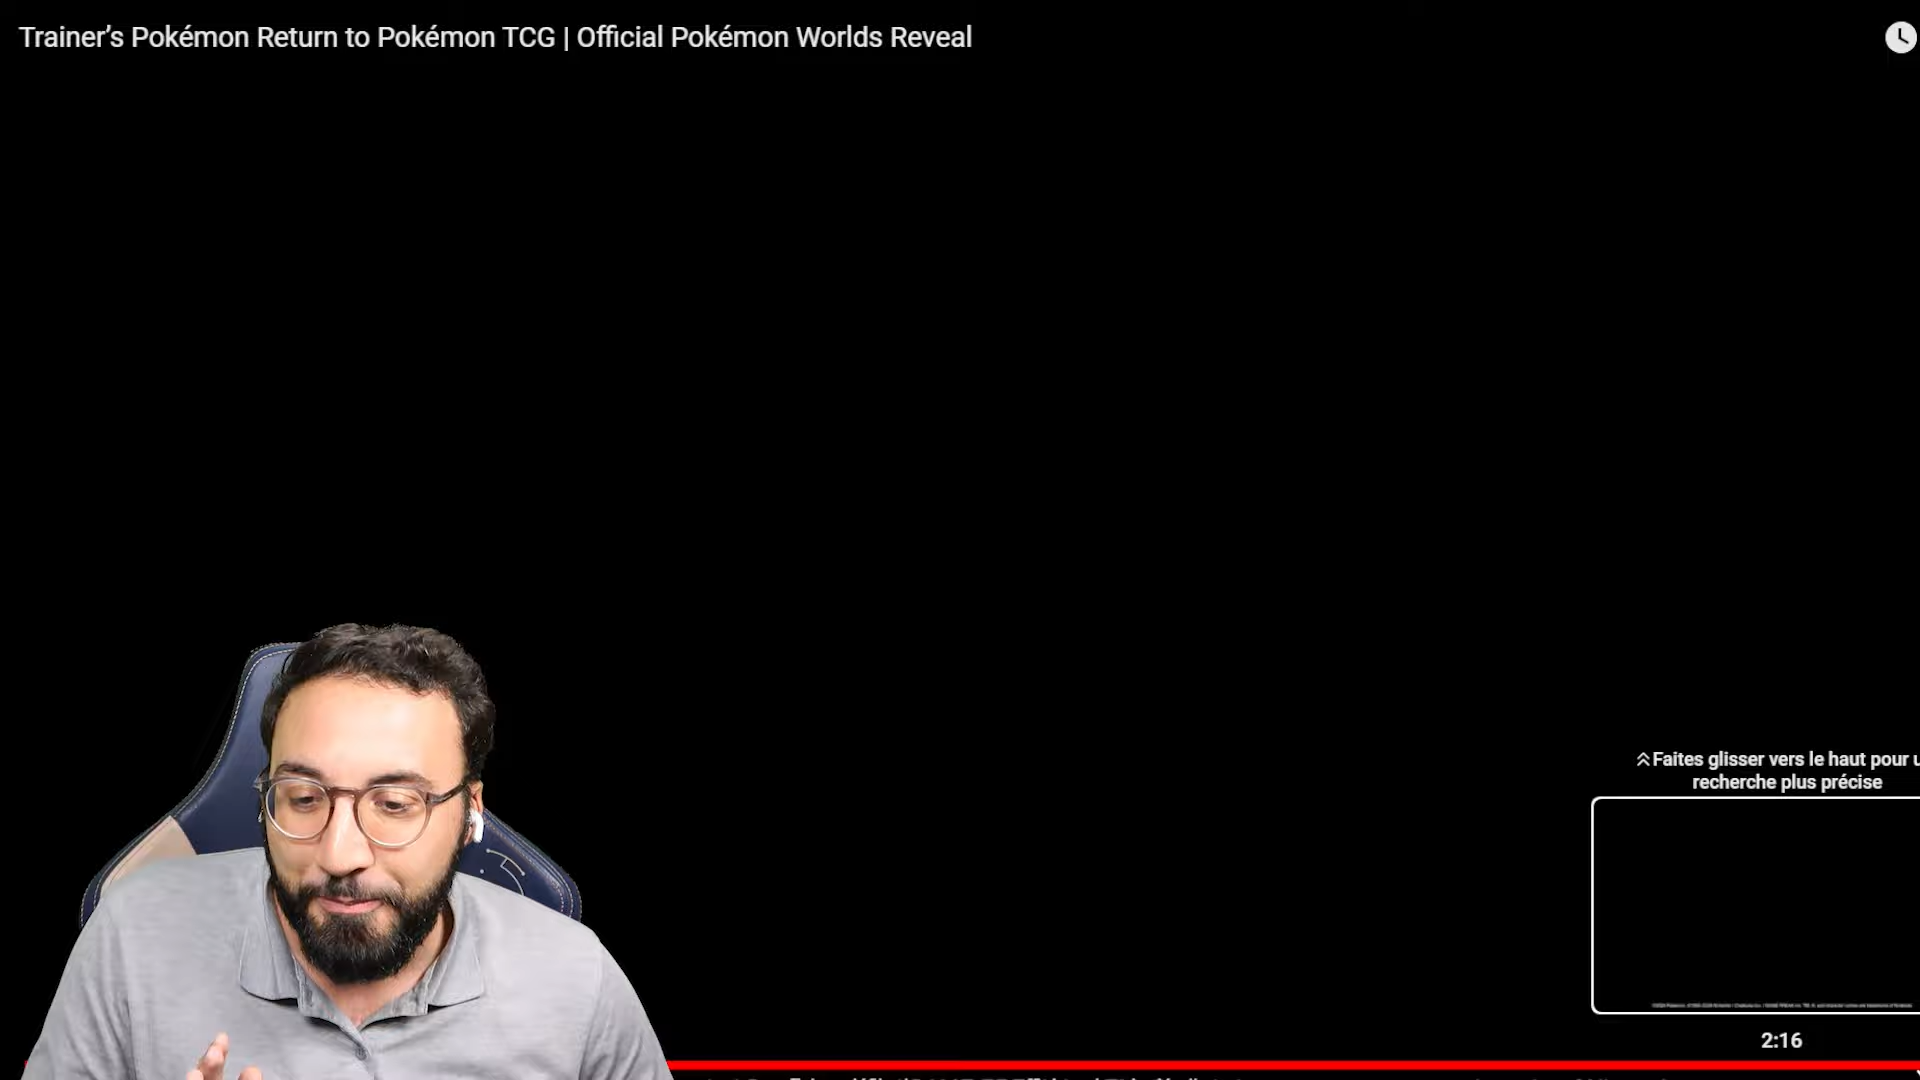 Trainer’s Pokémon Return to Pokémon TCG | Official Pokémon Worlds Reveal
Faites glisser vers le haut pour
recherche plus précise
2:16